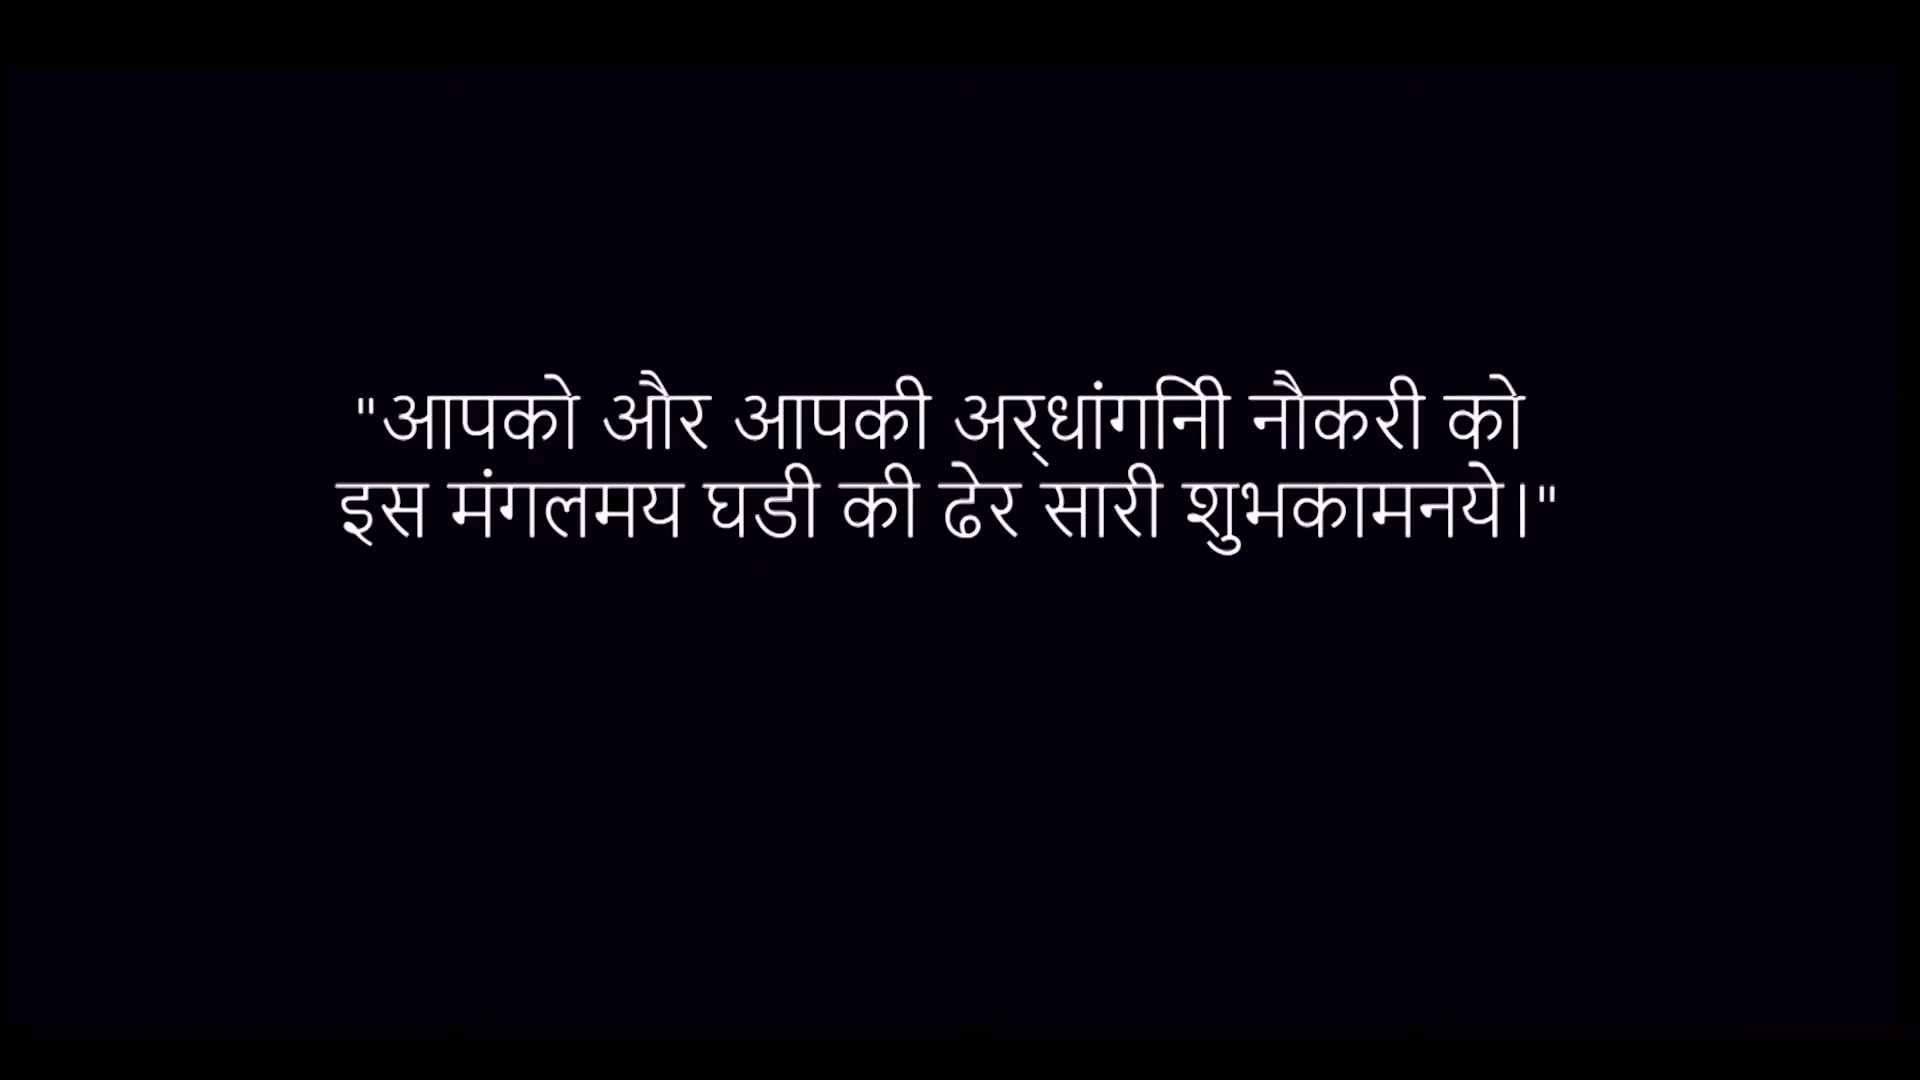 "आपको और आपकी अर्‌धांगनिी नौकरी को
इस मंगलमय घडी की ढेर सारी शुभकामनये।"